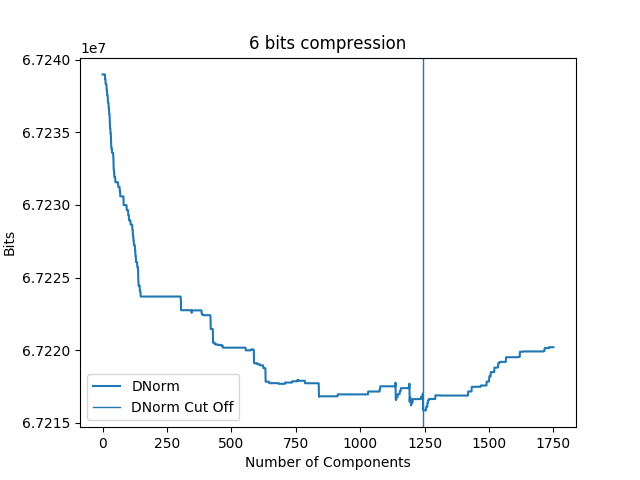 6 bits compression
1e7
6.7240
6.7235
6.7230
6.7225
6.7220
6.7215
Bits
DNorm
DNorm Cut Off
0 250 500 750 1000 1250 1500 1750
Number of Components